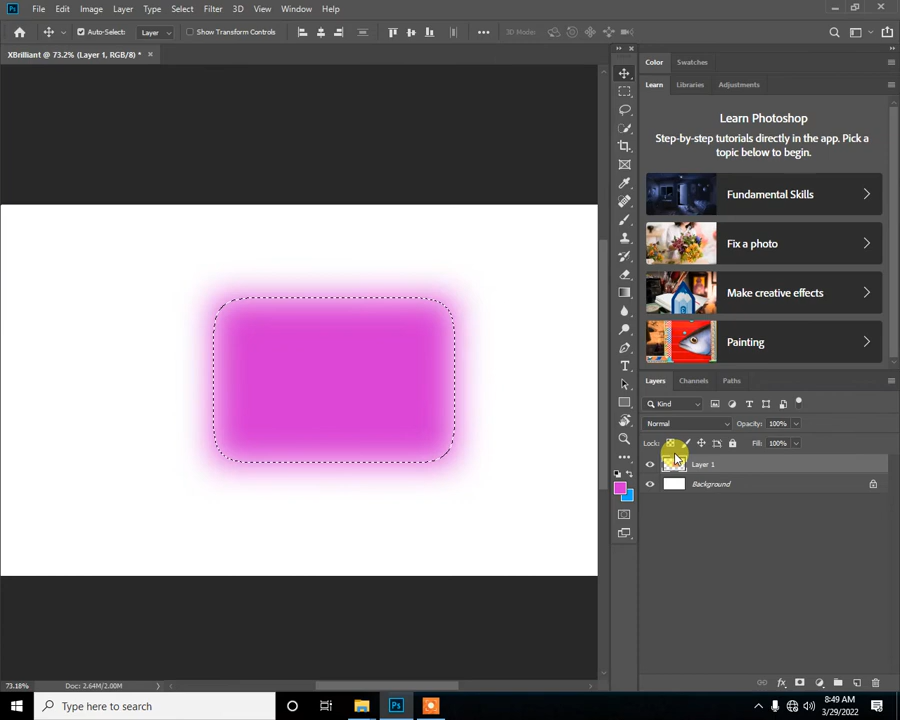 Ps File Edit Image Layer Type Select Filter 3D View Window Help
Auto-Select: Layer Show Transform Controls 3D Mode:
XBrilliant @ 73.2% (Layer 1, RGB/8) *
Color Swatches
Learn Libraries Adjustments
Learn Photoshop
Step-by-step tutorials directly in the app. Pick a
topic below to begin.
Fundamental Skills
Fix a photo
Make creative effects
Painting
Layers Channels Paths
Kind
Normal Opacity: 100%
Lock: Fill: 100%
Layer 1
Background
73.18% Doc: 2.64M/2.00M
Type here to search
Ps
8:49 AM
3/29/2022